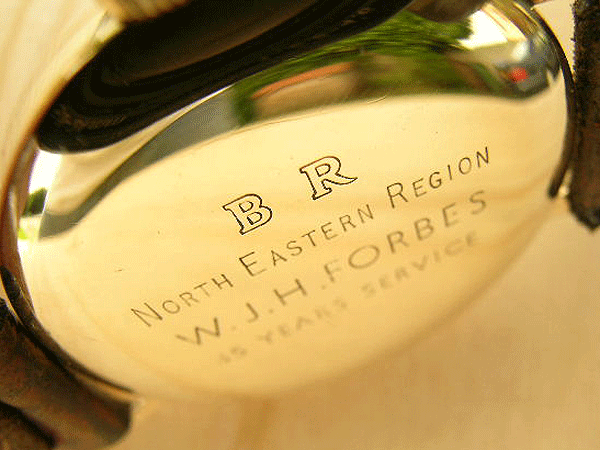 B R
NORTH EASTERN REGION
W.J.H. FORBES
45 YEARS SERVICE